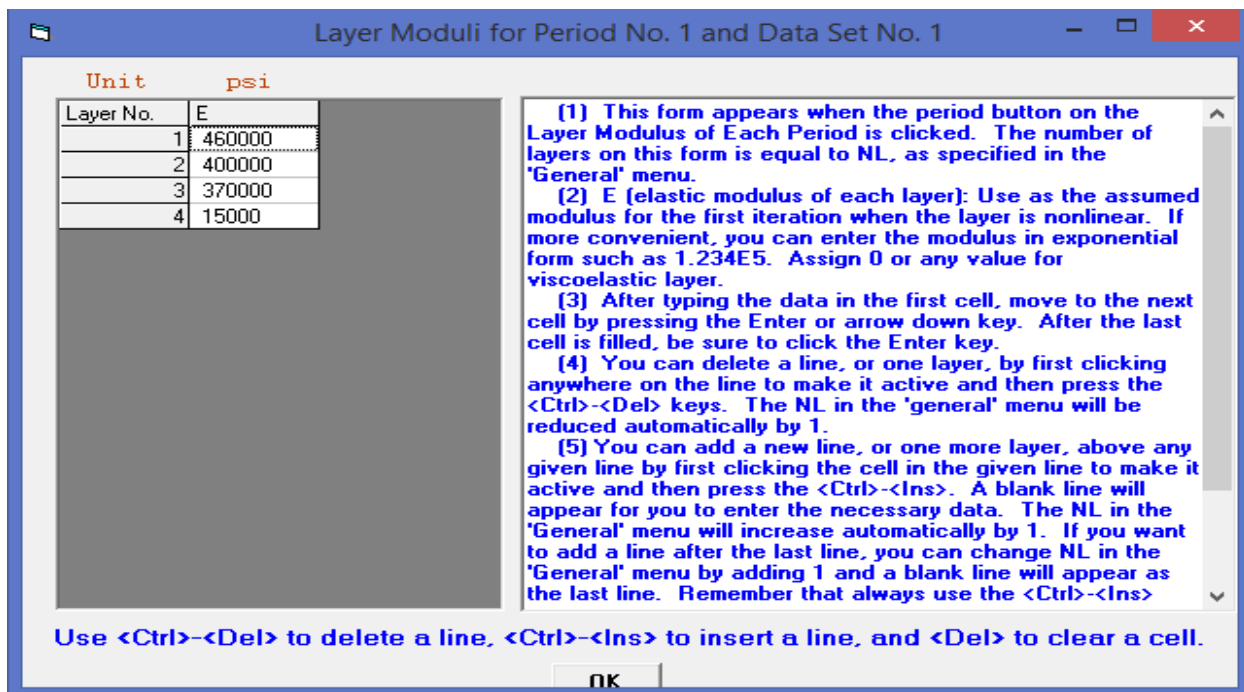 Layer Moduli for Period No. 1 and Data Set No. 1
Unit psi
Layer No. E
1 460000
2 400000
3 370000
4 15000
(1) This form appears when the period button on the
Layer Modulus of Each Period is clicked. The number of
layers on this form is equal to NL, as specified in the
'General' menu.
(2) E (elastic modulus of each layer): Use as the assumed
modulus for the first iteration when the layer is nonlinear. If
more convenient, you can enter the modulus in exponential
form such as 1.234E5. Assign 0 or any value for
viscoelastic layer.
(3) After typing the data in the first cell, move to the next
cell by pressing the Enter or arrow down key. After the last
cell is filled, be sure to click the Enter key.
(4) You can delete a line, or one layer, by first clicking
anywhere on the line to make it active and then press the
<Ctrl>-<Del> keys. The NL in the 'general' menu will be
reduced automatically by 1.
(5) You can add a new line, or one more layer, above any
given line by first clicking the cell in the given line to make it
active and then press the <Ctrl>-<Ins>. A blank line will
appear for you to enter the necessary data. The NL in the
'General' menu will increase automatically by 1. If you want
to add a line after the last line, you can change NL in the
'General' menu by adding 1 and a blank line will appear as
the last line. Remember that always use the <Ctrl>-<Ins>
Use <Ctrl>-<Del> to delete a line, <Ctrl>-<Ins> to insert a line, and <Del> to clear a cell.
OK